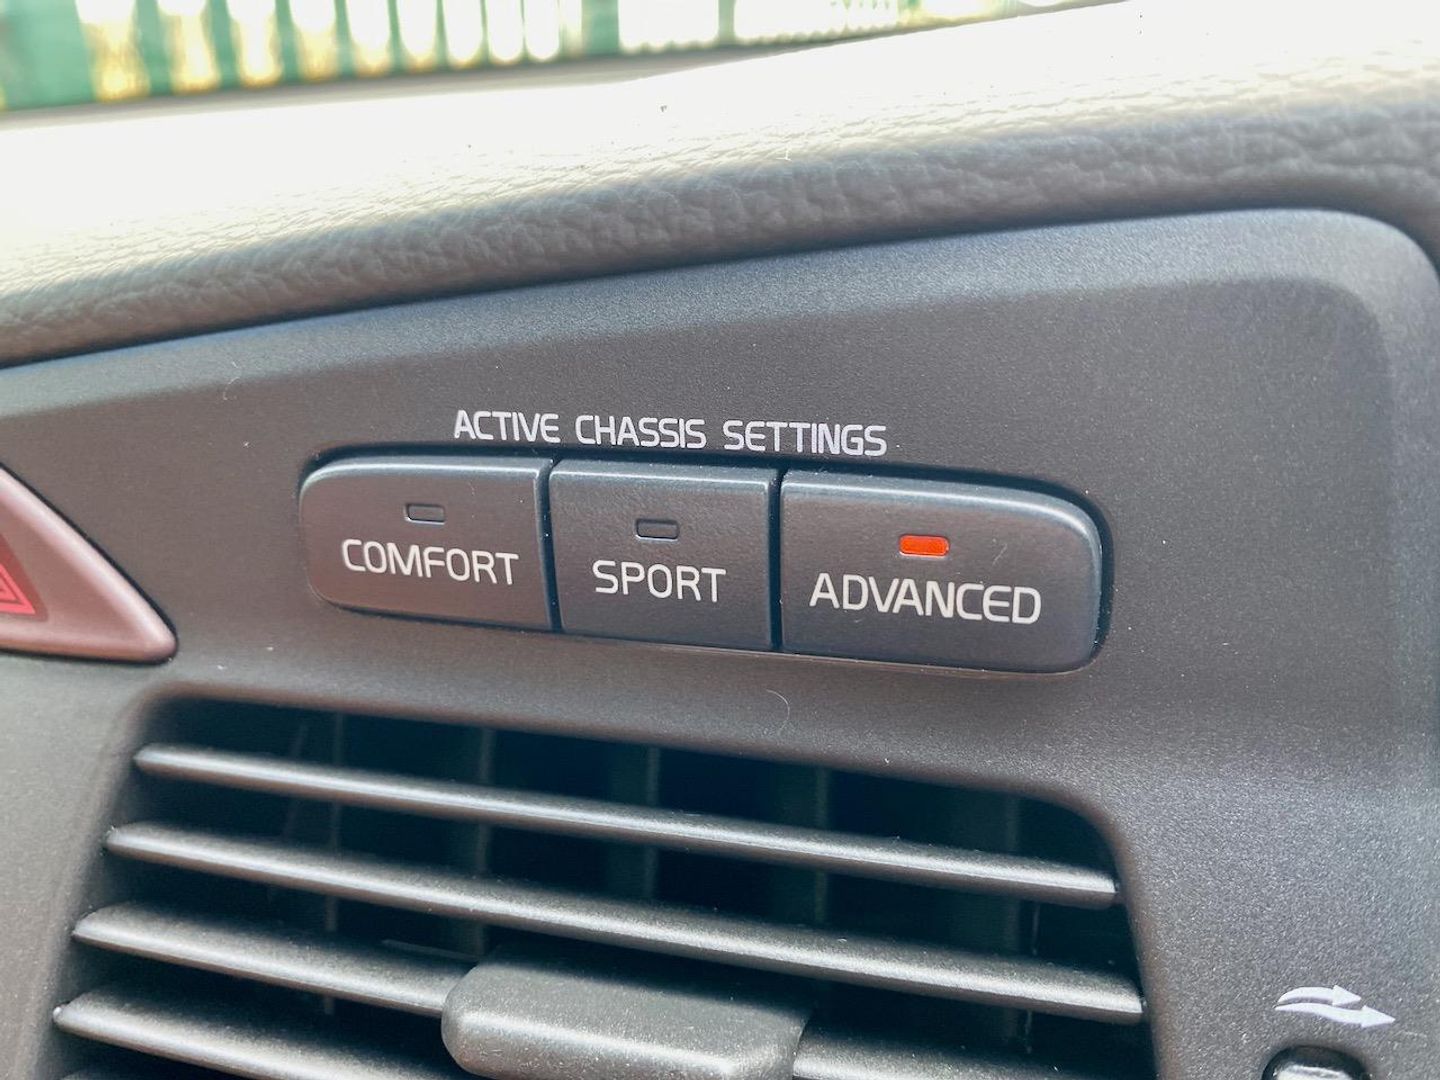 ACTIVE CHASSIS SETTINGS
COMFORT SPORT ADVANCED